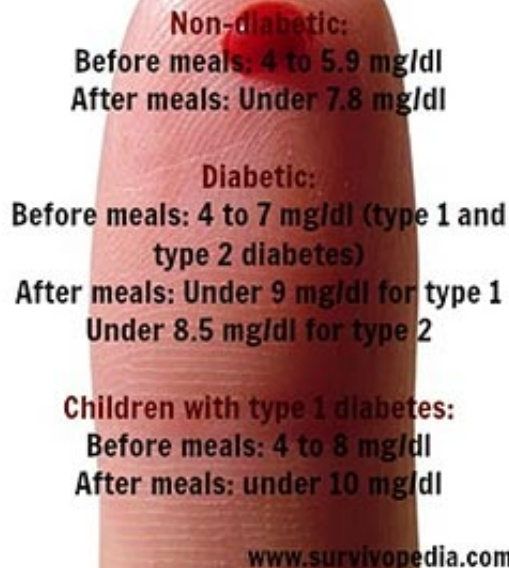 Non-diabetic:
Before meals: 4 to 5.9 mg/dl
After meals: Under 7.8 mg/dl
Diabetic:
Before meals: 4 to 7 mg/dl (type 1 and
type 2 diabetes)
After meals: Under 9 mg/dl for type 1
Under 8.5 mg/dl for type 2
Children with type 1 diabetes:
Before meals: 4 to 8 mg/dl
After meals: under 10 mg/dl
www.survivopedia.com